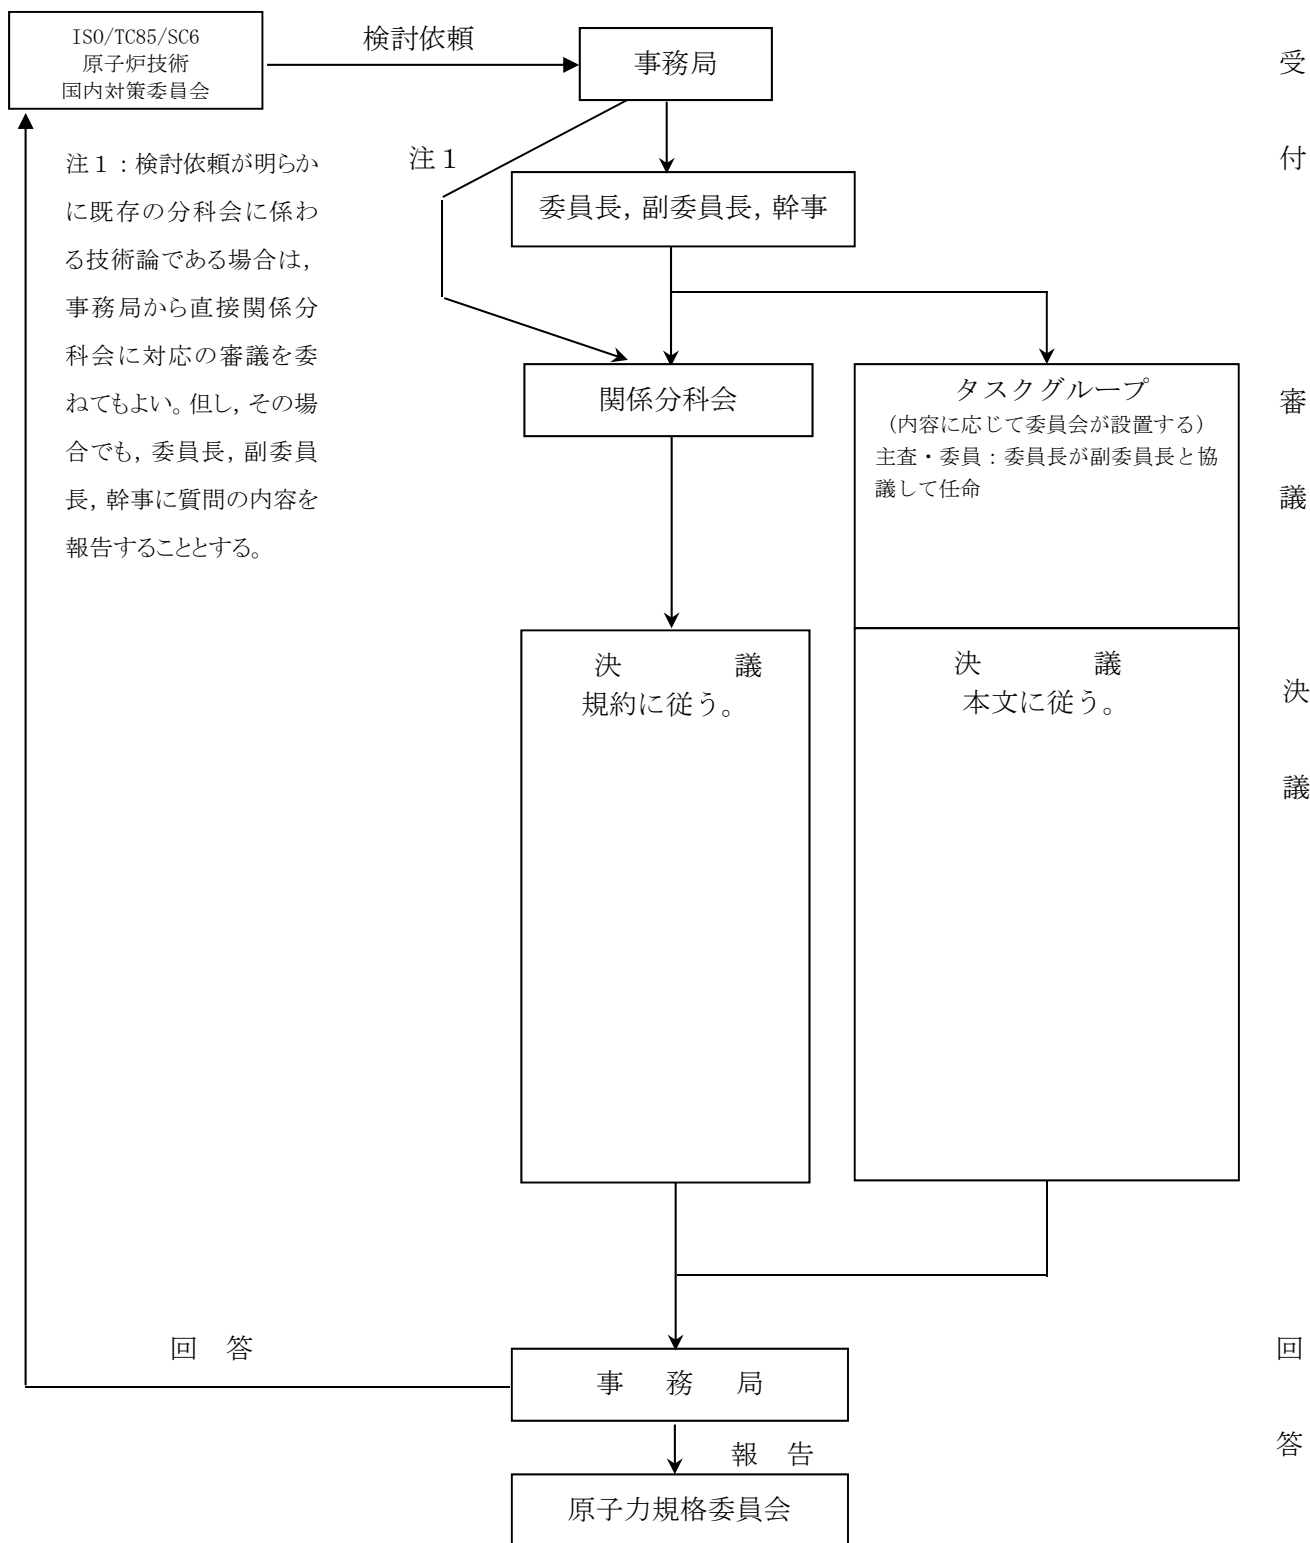 ISO/TC85/SC6
原子炉技術
国内対策委員会
検討依頼
事務局
受
付
注１：検討依頼が明らか
に既存の分科会に係わ
る技術論である場合は，
事務局から直接関係分
科会に対応の審議を委
ねてもよい。但し，その場
合でも，委員長，副委員
長，幹事に質問の内容を
報告することとする。
注１
委員長，副委員長，幹事
関係分科会
タスクグループ
（内容に応じて委員会が設置する）
主査・委員：委員長が副委員長と協
議して任命
審
議
決　　議
規約に従う。
決　　議
本文に従う。
決
議
回　答
事　務　局
報　告
原子力規格委員会
回
答